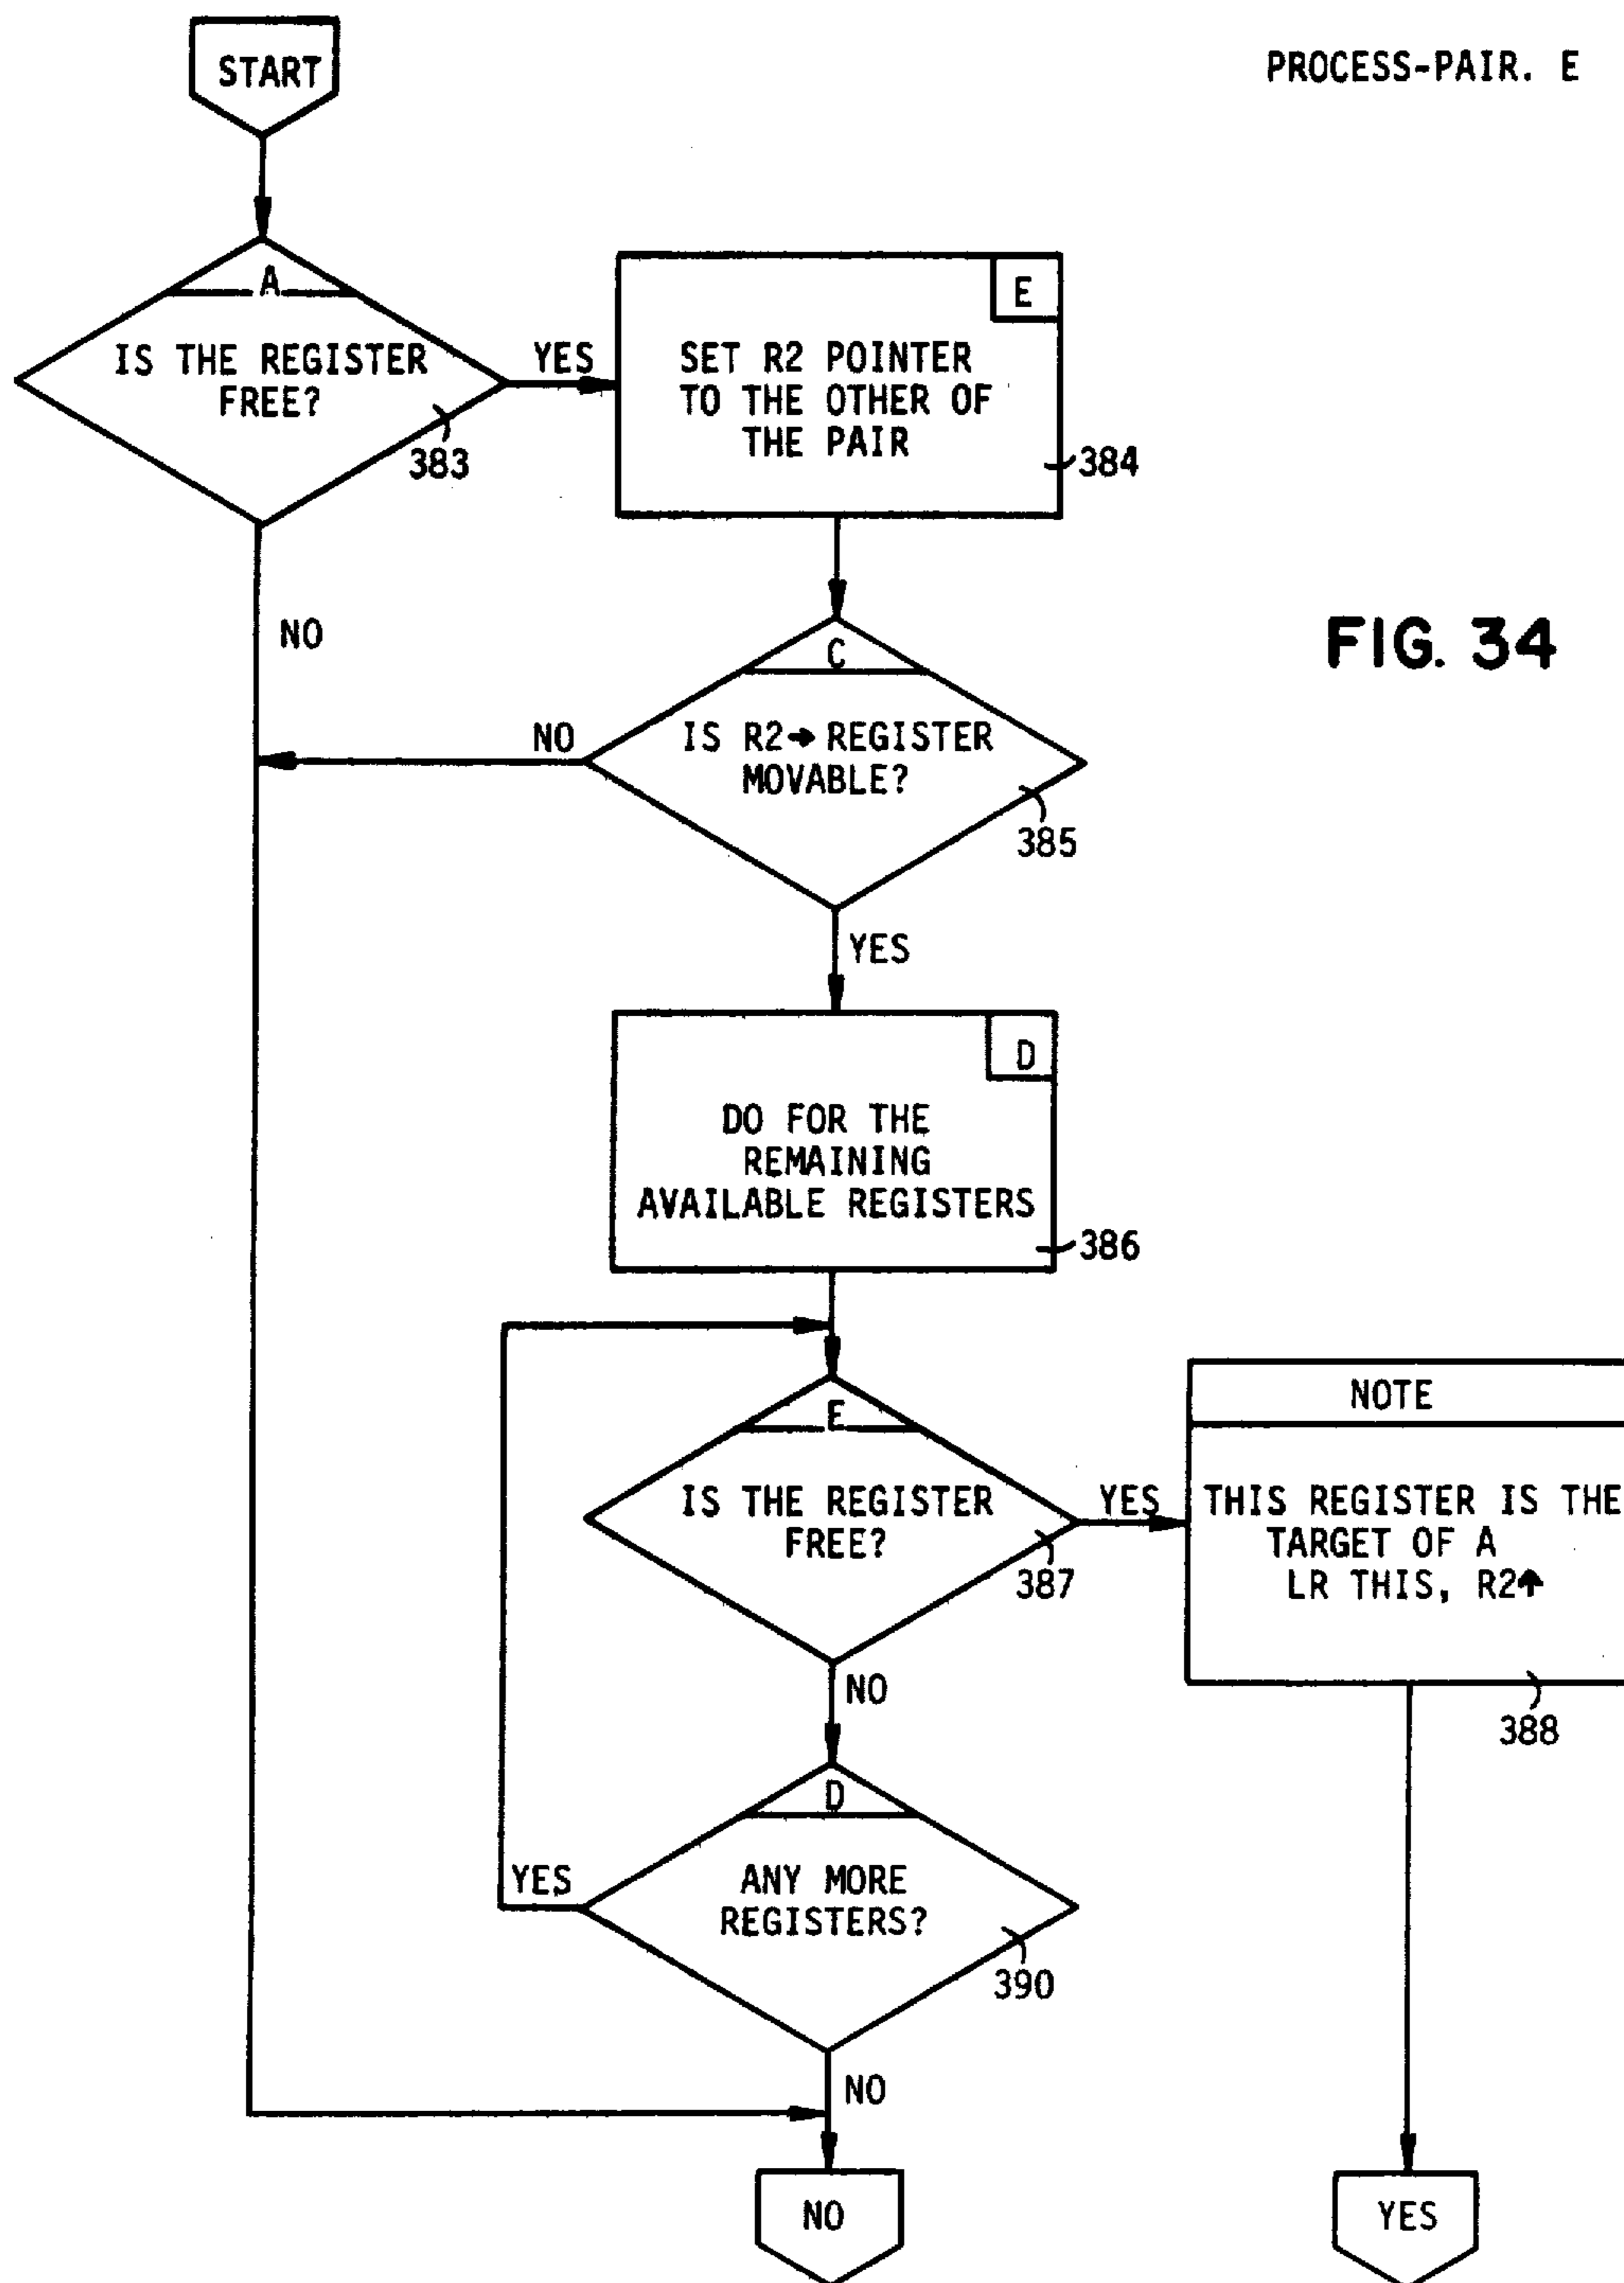 START
PROCESS-PAIR. E
A
IS THE REGISTER
FREE?
383
YES
E
SET R2 POINTER
TO THE OTHER OF
THE PAIR
384
NO
FIG. 34
C
IS R2→REGISTER
MOVABLE?
385
NO
YES
D
DO FOR THE
REMAINING
AVAILABLE REGISTERS
386
E
IS THE REGISTER
FREE?
387
YES
NOTE
THIS REGISTER IS THE
TARGET OF A
LR THIS, R2↑
388
NO
D
ANY MORE
REGISTERS?
390
YES
NO
NO
YES